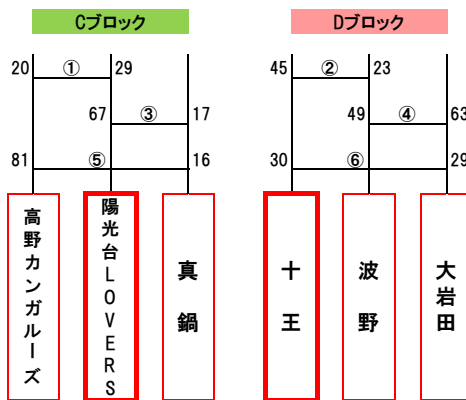 Cブロック
Dブロック
20 ① 29
45 ② 23
67 ③ 17
49 ④ 63
81 ⑤ 16
30 ⑥ 29
高野カンガルーズ
陽光台LOVERS
真鍋
十王
波野
大岩田